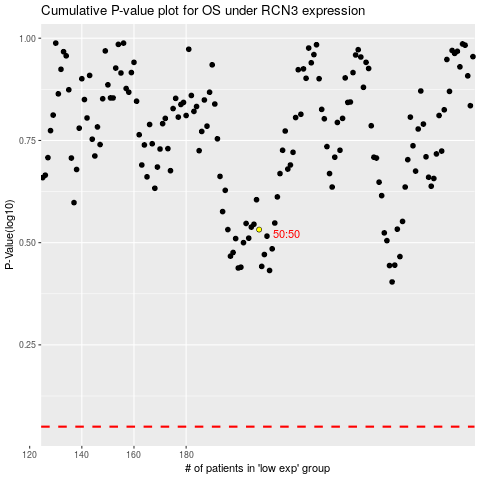 Cumulative P-value plot for OS under RCN3 expression
P-Value(log10)
1.00
0.75
0.50
0.25
50:50
120 140 160 180
# of patients in 'low exp' group